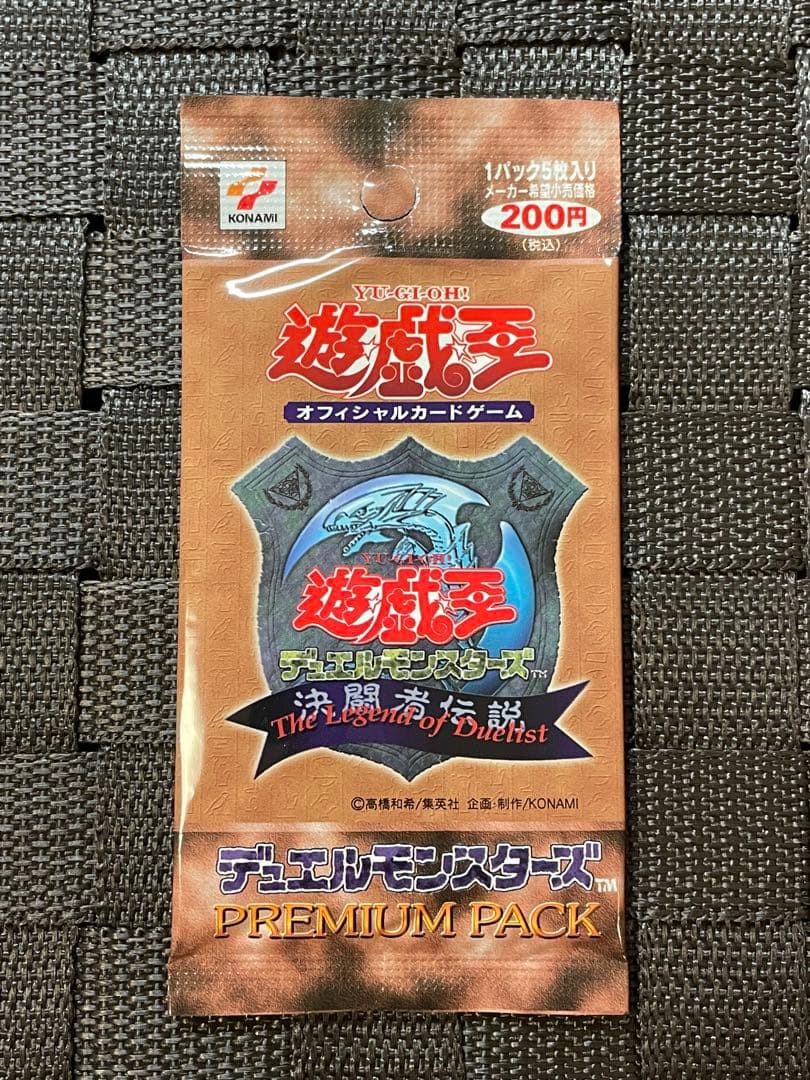 KONAMI
1パック5枚入り
メーカー希望小売価格
200円
(税込)
YU-GI-OH!
遊戯王
オフィシャルカードゲーム
YU-GI-OH!
遊戯王
デュエルモンスターズ™
決闘者伝説
The Legend of Duelist
©高橋和希/集英社 企画・制作/KONAMI
デュエルモンスターズ™
PREMIUM PACK